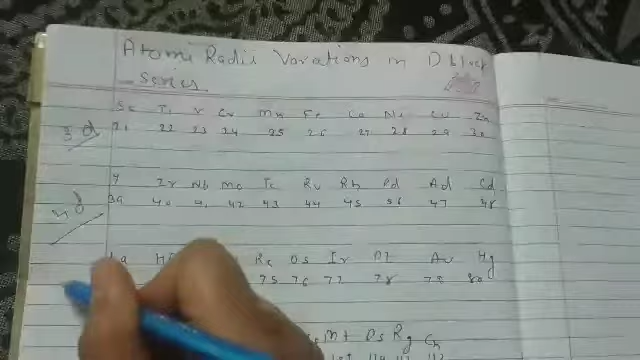 Atomic Radii Variations in D block
series.
Sc Ti V Cr Mn Fe Co Ni Cu Zn
3d 21 22 23 24 25 26 27 28 29 30
Y Zr Nb Mo Tc Ru Rh Pd Ad Cd
4d 39 40 41 42 43 44 45 56 47 48
La Hf Re Os Ir Pt Au Hg
75 76 77 78 79 80
Mt Ds Rg Cn